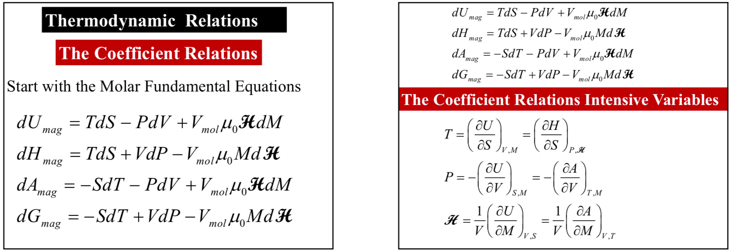 Thermodynamic Relations
The Coefficient Relations
Start with the Molar Fundamental Equations
dU_mag = TdS − PdV + V_mol μ₀ℋdM
dH_mag = TdS + VdP − V_mol μ₀Mdℋ
dA_mag = −SdT − PdV + V_mol μ₀ℋdM
dG_mag = −SdT + VdP − V_mol μ₀Mdℋ
dU_mag = TdS − PdV + V_mol μ₀ℋdM
dH_mag = TdS + VdP − V_mol μ₀Mdℋ
dA_mag = −SdT − PdV + V_mol μ₀ℋdM
dG_mag = −SdT + VdP − V_mol μ₀Mdℋ
The Coefficient Relations Intensive Variables
T = (∂U/∂S)_V,M = (∂H/∂S)_P,ℋ
P = −(∂U/∂V)_S,M = −(∂A/∂V)_T,M
ℋ = 1/V (∂U/∂M)_V,S = 1/V (∂A/∂M)_V,T